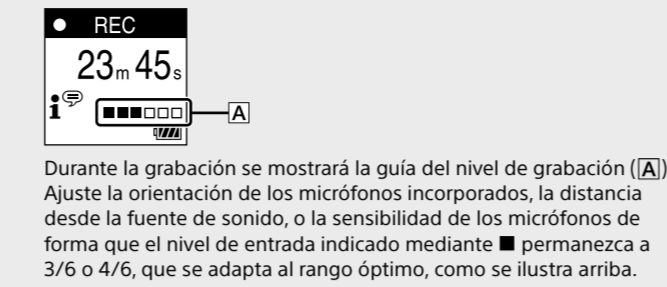 ● REC
23m 45s
i
■■■□□□ A
Durante la grabación se mostrará la guía del nivel de grabación (A)
Ajuste la orientación de los micrófonos incorporados, la distancia
desde la fuente de sonido, o la sensibilidad de los micrófonos de
forma que el nivel de entrada indicado mediante ■ permanezca a
3/6 o 4/6, que se adapta al rango óptimo, como se ilustra arriba.